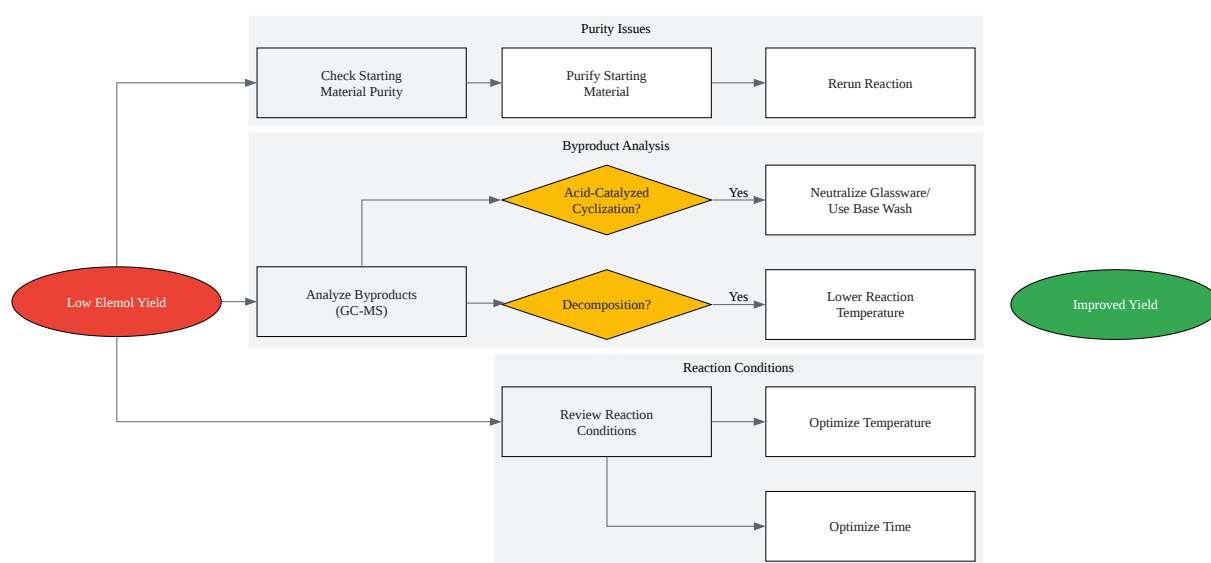 Purity Issues
Check Starting
Material Purity
Purify Starting
Material
Rerun Reaction
Byproduct Analysis
Acid-Catalyzed
Cyclization?
Yes
Neutralize Glassware/
Use Base Wash
Low Elemol Yield
Analyze Byproducts
(GC-MS)
Decomposition?
Yes
Lower Reaction
Temperature
Improved Yield
Reaction Conditions
Review Reaction
Conditions
Optimize Temperature
Optimize Time